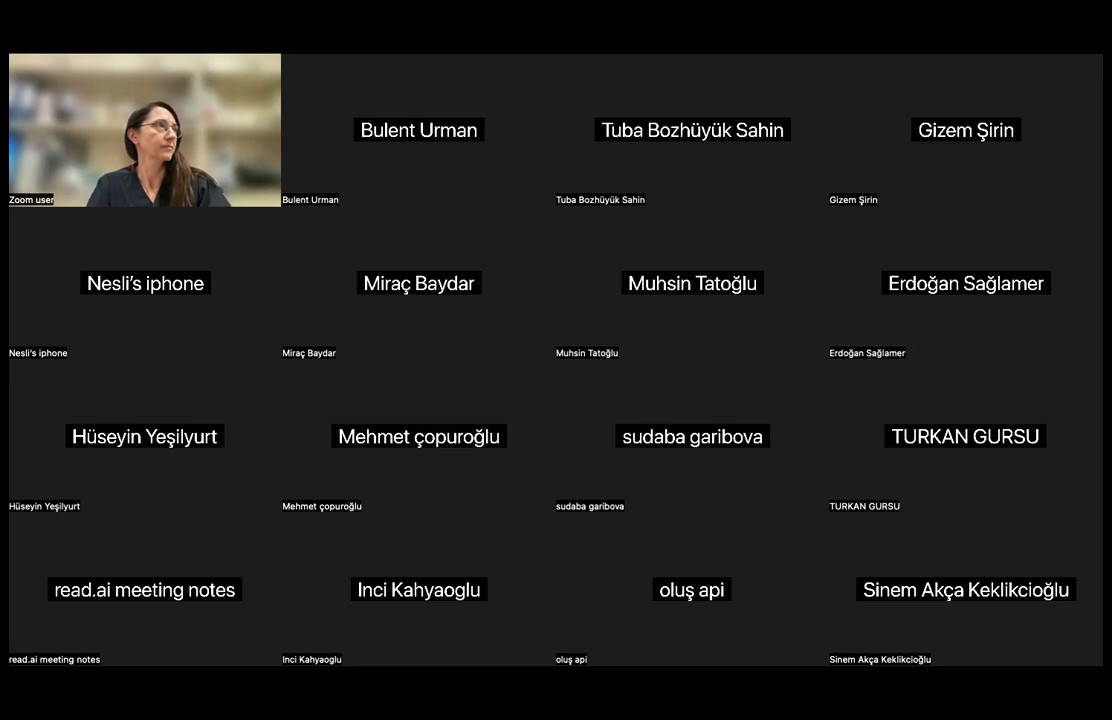 Bulent Urman
Tuba Bozhüyük Sahin
Gizem Şirin
Zoom user
Bulent Urman
Tuba Bozhüyük Sahin
Gizem Şirin
Nesli's iphone
Miraç Baydar
Muhsin Tatoğlu
Erdoğan Sağlamer
Nesli's iphone
Miraç Baydar
Muhsin Tatoğlu
Erdoğan Sağlamer
Hüseyin Yeşilyurt
Mehmet çopuroğlu
sudaba garibova
TURKAN GURSU
Hüseyin Yeşilyurt
Mehmet çopuroğlu
sudaba garibova
TURKAN GURSU
read.ai meeting notes
Inci Kahyaoglu
oluş api
Sinem Akça Keklikcioğlu
read.ai meeting notes
Inci Kahyaoglu
oluş api
Sinem Akça Keklikcioğlu